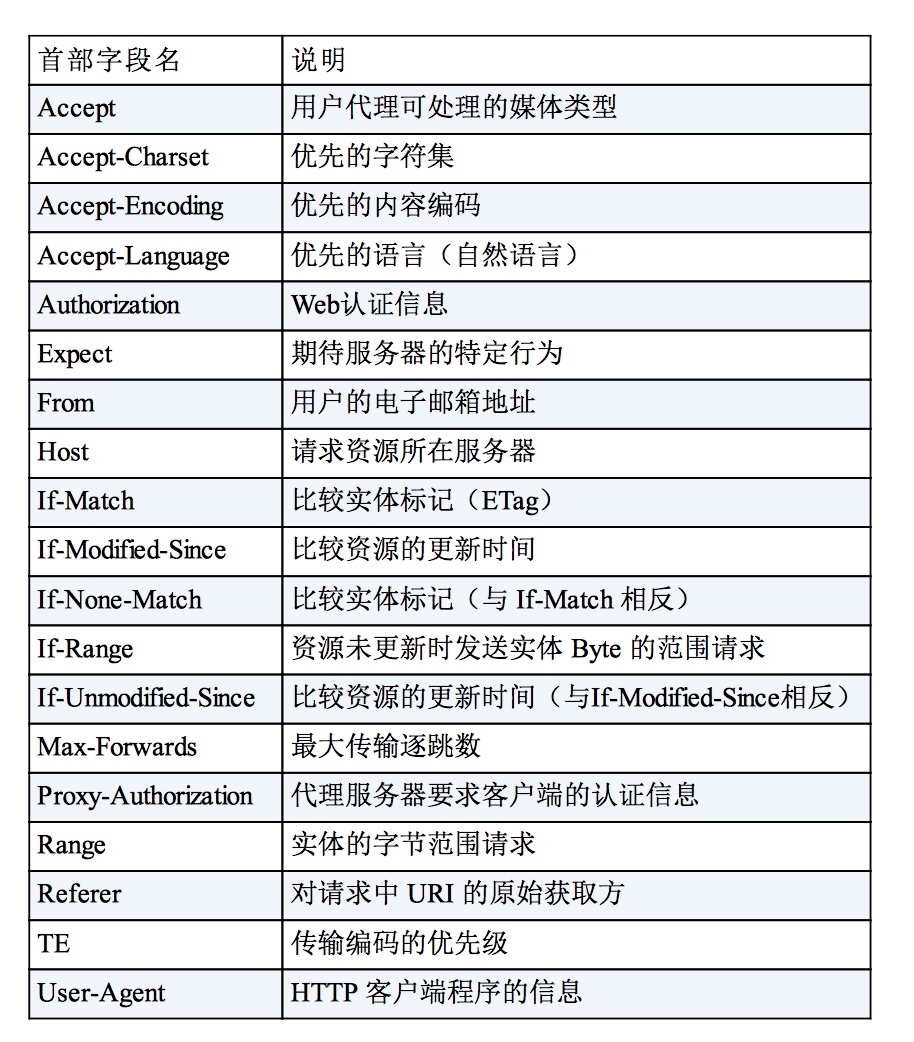 首部字段名 说明
Accept 用户代理可处理的媒体类型
Accept-Charset 优先的字符集
Accept-Encoding 优先的内容编码
Accept-Language 优先的语言（自然语言）
Authorization Web认证信息
Expect 期待服务器的特定行为
From 用户的电子邮箱地址
Host 请求资源所在服务器
If-Match 比较实体标记（ETag）
If-Modified-Since 比较资源的更新时间
If-None-Match 比较实体标记（与 If-Match 相反）
If-Range 资源未更新时发送实体 Byte 的范围请求
If-Unmodified-Since 比较资源的更新时间（与If-Modified-Since相反）
Max-Forwards 最大传输逐跳数
Proxy-Authorization 代理服务器要求客户端的认证信息
Range 实体的字节范围请求
Referer 对请求中 URI 的原始获取方
TE 传输编码的优先级
User-Agent HTTP 客户端程序的信息